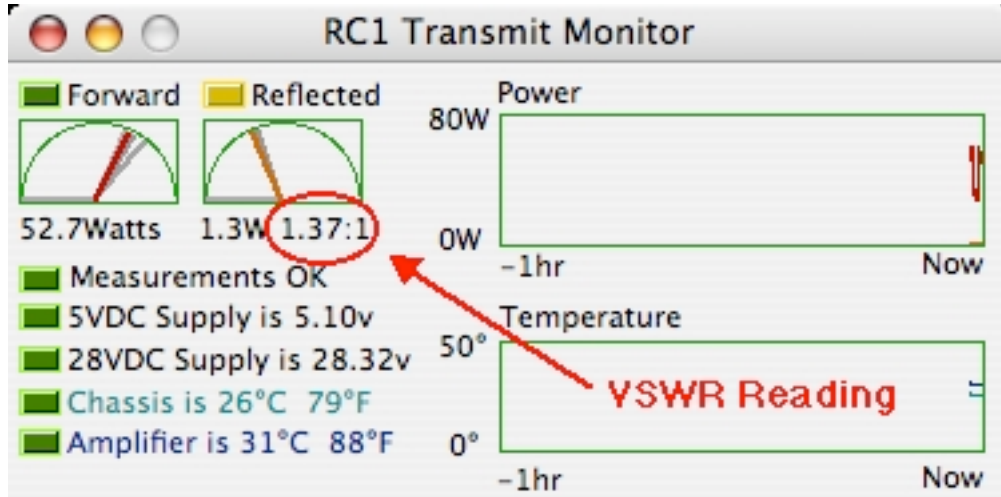 RC1 Transmit Monitor
Forward
Reflected
52.7Watts
1.3W 1.37:1
Measurements OK
5VDC Supply is 5.10v
28VDC Supply is 28.32v
Chassis is 26°C 79°F
Amplifier is 31°C 88°F
Power
80W
0W
-1hr
Now
Temperature
50°
VSWR Reading
0°
-1hr
Now